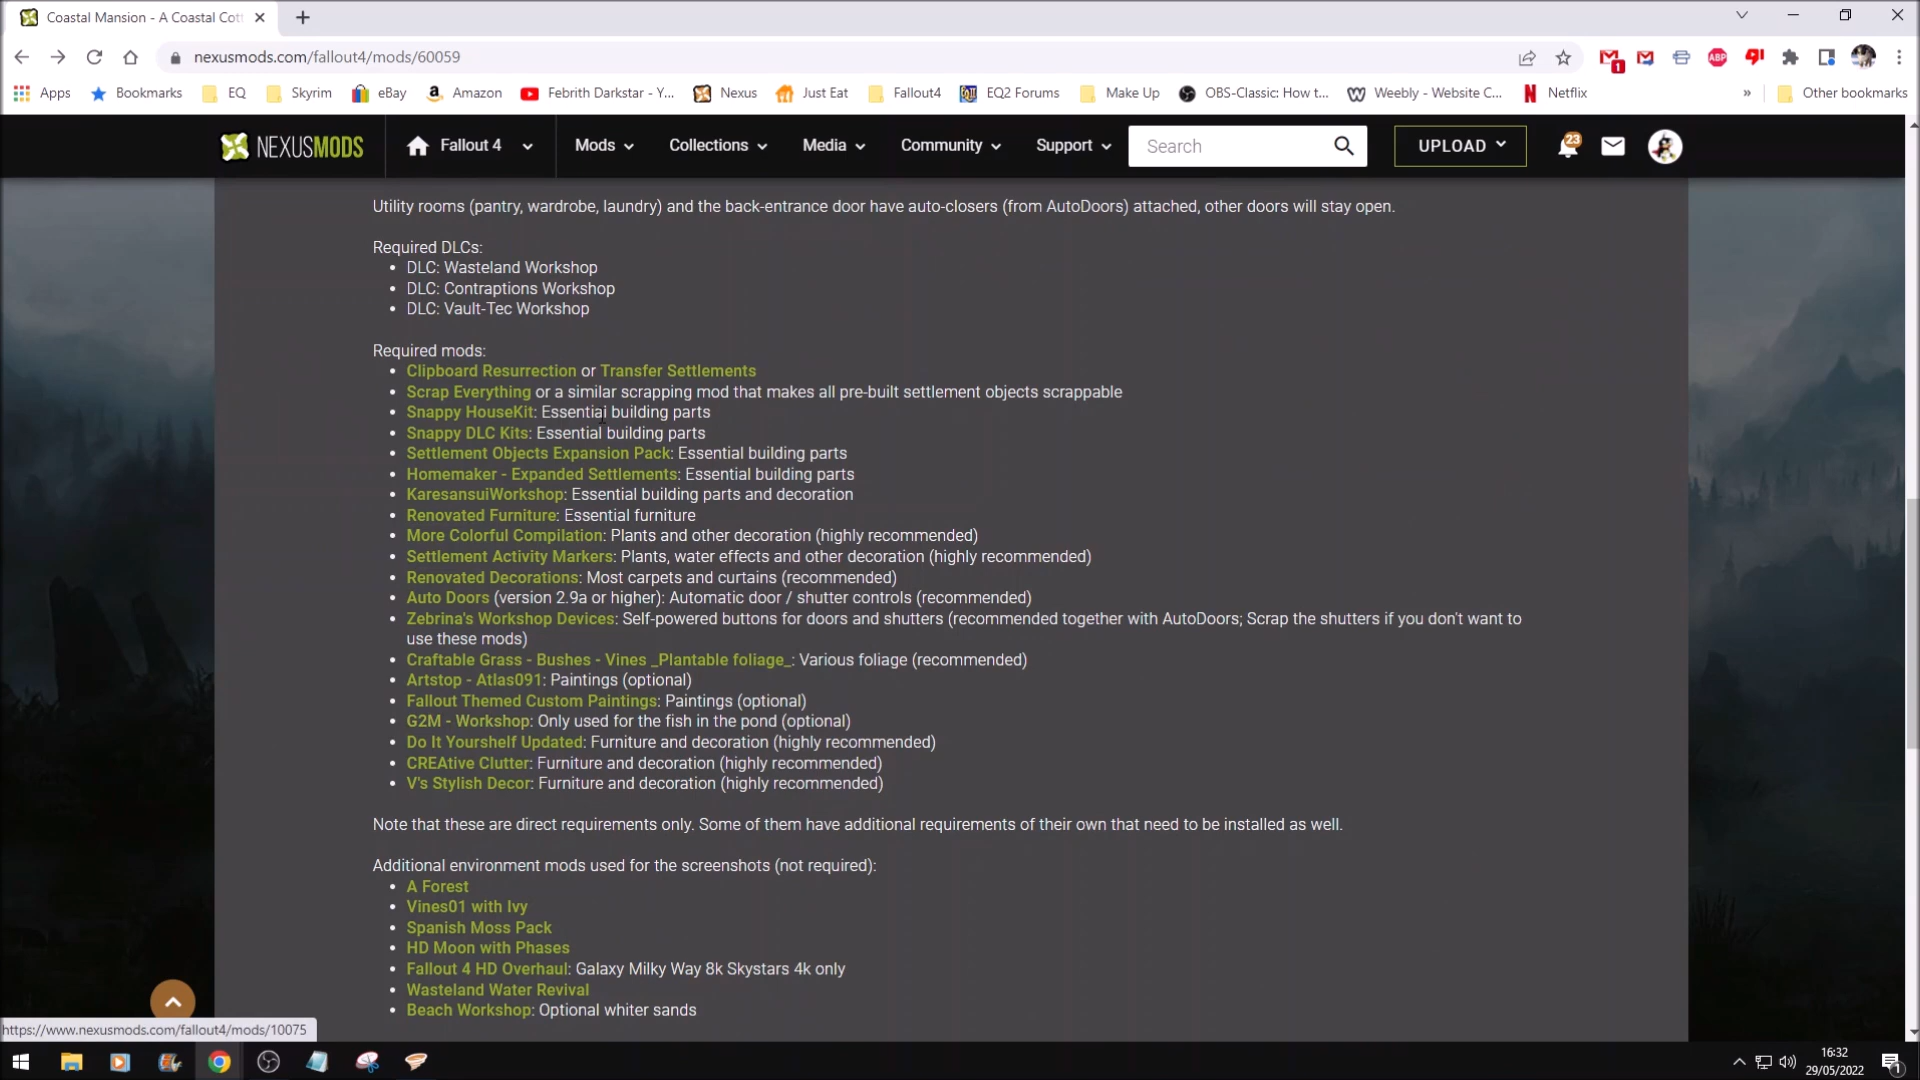 Coastal Mansion - A Coastal Cott
nexusmods.com/fallout4/mods/60059
1
ABP
Apps
Bookmarks
EQ
Skyrim
eBay
Amazon
Febrith Darkstar - Y...
Nexus
Just Eat
Fallout4
EQ2 Forums
Make Up
OBS-Classic: How t...
Weebly - Website C...
Netflix
»
Other bookmarks
NEXUSMODS
Fallout 4
Mods
Collections
Media
Community
Support
Search
UPLOAD
23
Utility rooms (pantry, wardrobe, laundry) and the back-entrance door have auto-closers (from AutoDoors) attached, other doors will stay open.
Required DLCs:
• DLC: Wasteland Workshop
• DLC: Contraptions Workshop
• DLC: Vault-Tec Workshop
Required mods:
• Clipboard Resurrection or Transfer Settlements
• Scrap Everything or a similar scrapping mod that makes all pre-built settlement objects scrappable
• Snappy HouseKit: Essential building parts
• Snappy DLC Kits: Essential building parts
• Settlement Objects Expansion Pack: Essential building parts
• Homemaker - Expanded Settlements: Essential building parts
• KaresansuiWorkshop: Essential building parts and decoration
• Renovated Furniture: Essential furniture
• More Colorful Compilation: Plants and other decoration (highly recommended)
• Settlement Activity Markers: Plants, water effects and other decoration (highly recommended)
• Renovated Decorations: Most carpets and curtains (recommended)
• Auto Doors (version 2.9a or higher): Automatic door / shutter controls (recommended)
• Zebrina's Workshop Devices: Self-powered buttons for doors and shutters (recommended together with AutoDoors; Scrap the shutters if you don't want to
use these mods)
• Craftable Grass - Bushes - Vines _Plantable foliage_: Various foliage (recommended)
• Artstop - Atlas091: Paintings (optional)
• Fallout Themed Custom Paintings: Paintings (optional)
• G2M - Workshop: Only used for the fish in the pond (optional)
• Do It Yourshelf Updated: Furniture and decoration (highly recommended)
• CREAtive Clutter: Furniture and decoration (highly recommended)
• V's Stylish Decor: Furniture and decoration (highly recommended)
Note that these are direct requirements only. Some of them have additional requirements of their own that need to be installed as well.
Additional environment mods used for the screenshots (not required):
• A Forest
• Vines01 with Ivy
• Spanish Moss Pack
• HD Moon with Phases
• Fallout 4 HD Overhaul: Galaxy Milky Way 8k Skystars 4k only
• Wasteland Water Revival
• Beach Workshop: Optional whiter sands
https://www.nexusmods.com/fallout4/mods/10075
16:32
29/05/2022
1